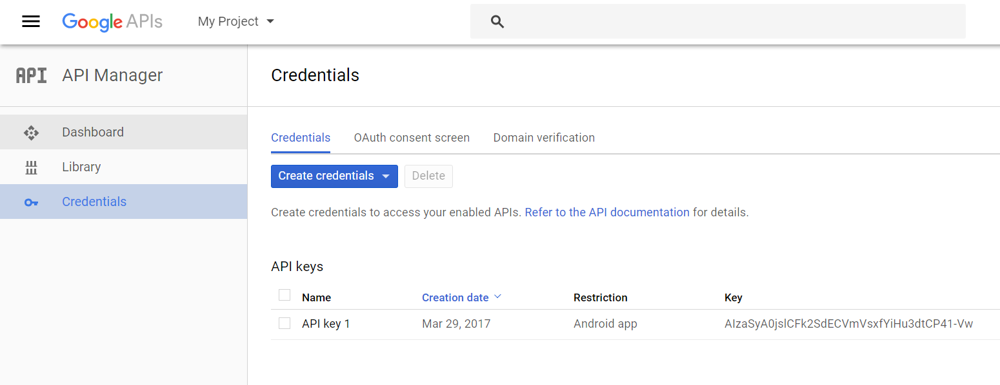 Google APIs My Project
API API Manager
Credentials
Dashboard
Library
Credentials
Credentials OAuth consent screen Domain verification
Create credentials Delete
Create credentials to access your enabled APIs. Refer to the API documentation for details.
API keys
Name Creation date Restriction Key
API key 1 Mar 29, 2017 Android app AIzaSyA0jslCFk2SdECVmVsxfYiHu3dtCP41-Vw